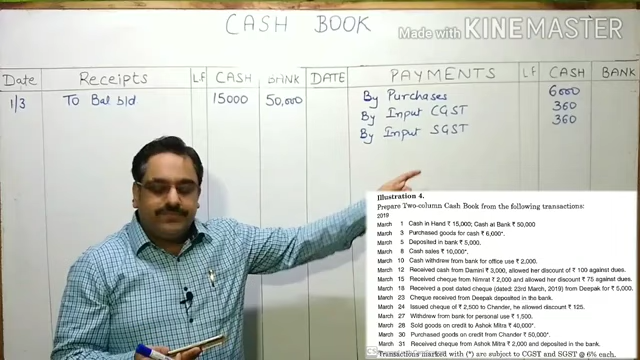 CASH BOOK
Made with KINEMASTER
Date Receipts L.F CASH BANK DATE PAYMENTS LF CASH BANK
1/3 To Bal b/d 15000 50,000 By Purchases 6000
By Input CGST 360
By Input SGST 360
Illustration 4.
Prepare Two-column Cash Book from the following transactions:
2019
March 1 Cash in Hand ₹ 15,000; Cash at Bank ₹ 50,000
March 3 Purchased goods for cash ₹ 6,000*.
March 5 Deposited in bank ₹ 5,000.
March 8 Cash sales ₹ 10,000*.
March 10 Cash withdrew from bank for office use ₹ 2,000.
March 12 Received cash from Damini ₹ 3,000, allowed her discount of ₹ 100 against dues.
March 15 Received cheque from Nimrat ₹ 2,000 and allowed her discount ₹ 75 against dues.
March 18 Received a post dated cheque (dated: 23rd March, 2019) from Deepak for ₹ 5,000.
March 23 Cheque received from Deepak deposited in the bank.
March 24 Issued cheque of ₹ 2,500 to Chander, he allowed discount ₹ 125.
March 27 Withdrew from bank for personal use ₹ 1,500.
March 28 Sold goods on credit to Ashok Mitra ₹ 40,000*.
March 30 Purchased goods on credit from Chander ₹ 50,000*.
March 31 Received cheque from Ashok Mitra ₹ 2,000 and deposited in the bank.
Transactions marked with (*) are subject to CGST and SGST @ 6% each.